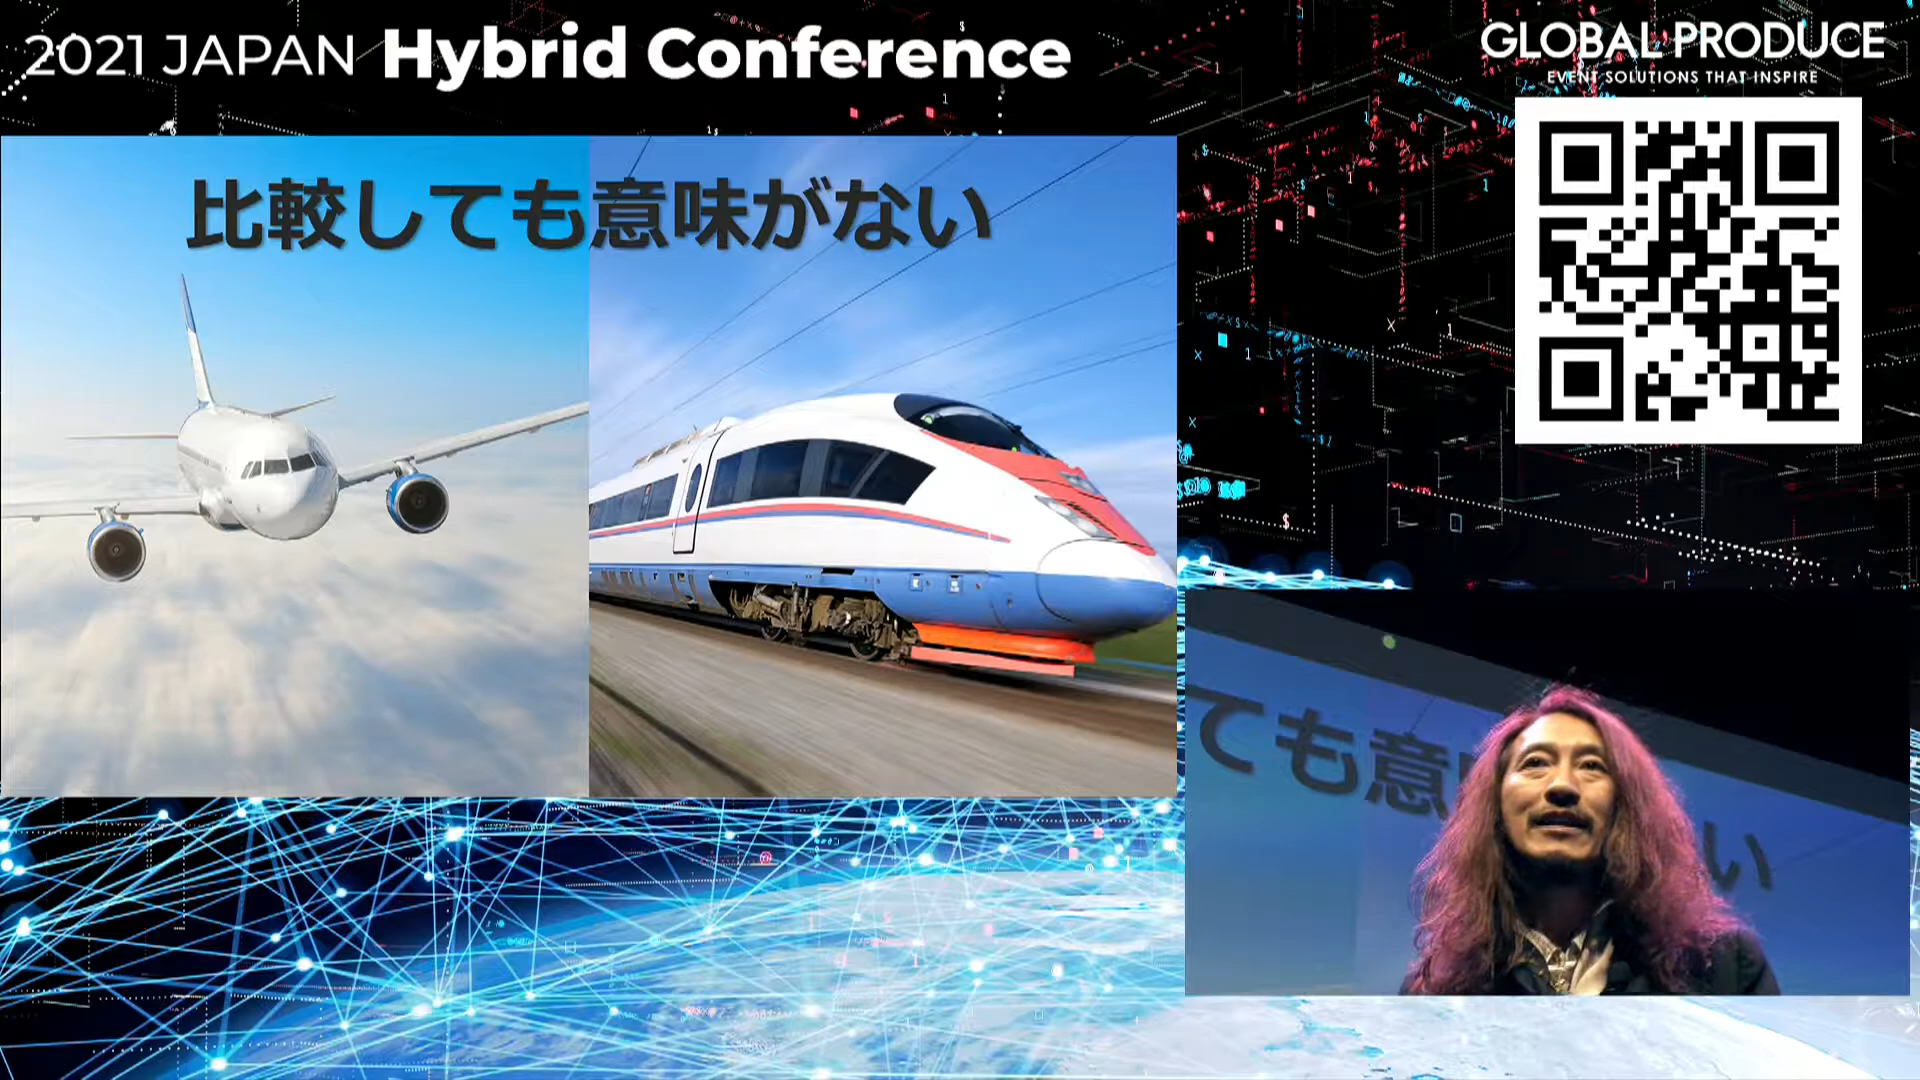 2021 JAPAN Hybrid Conference
GLOBAL PRODUCE
EVENT SOLUTIONS THAT INSPIRE
比較しても意味がない
ても意
い